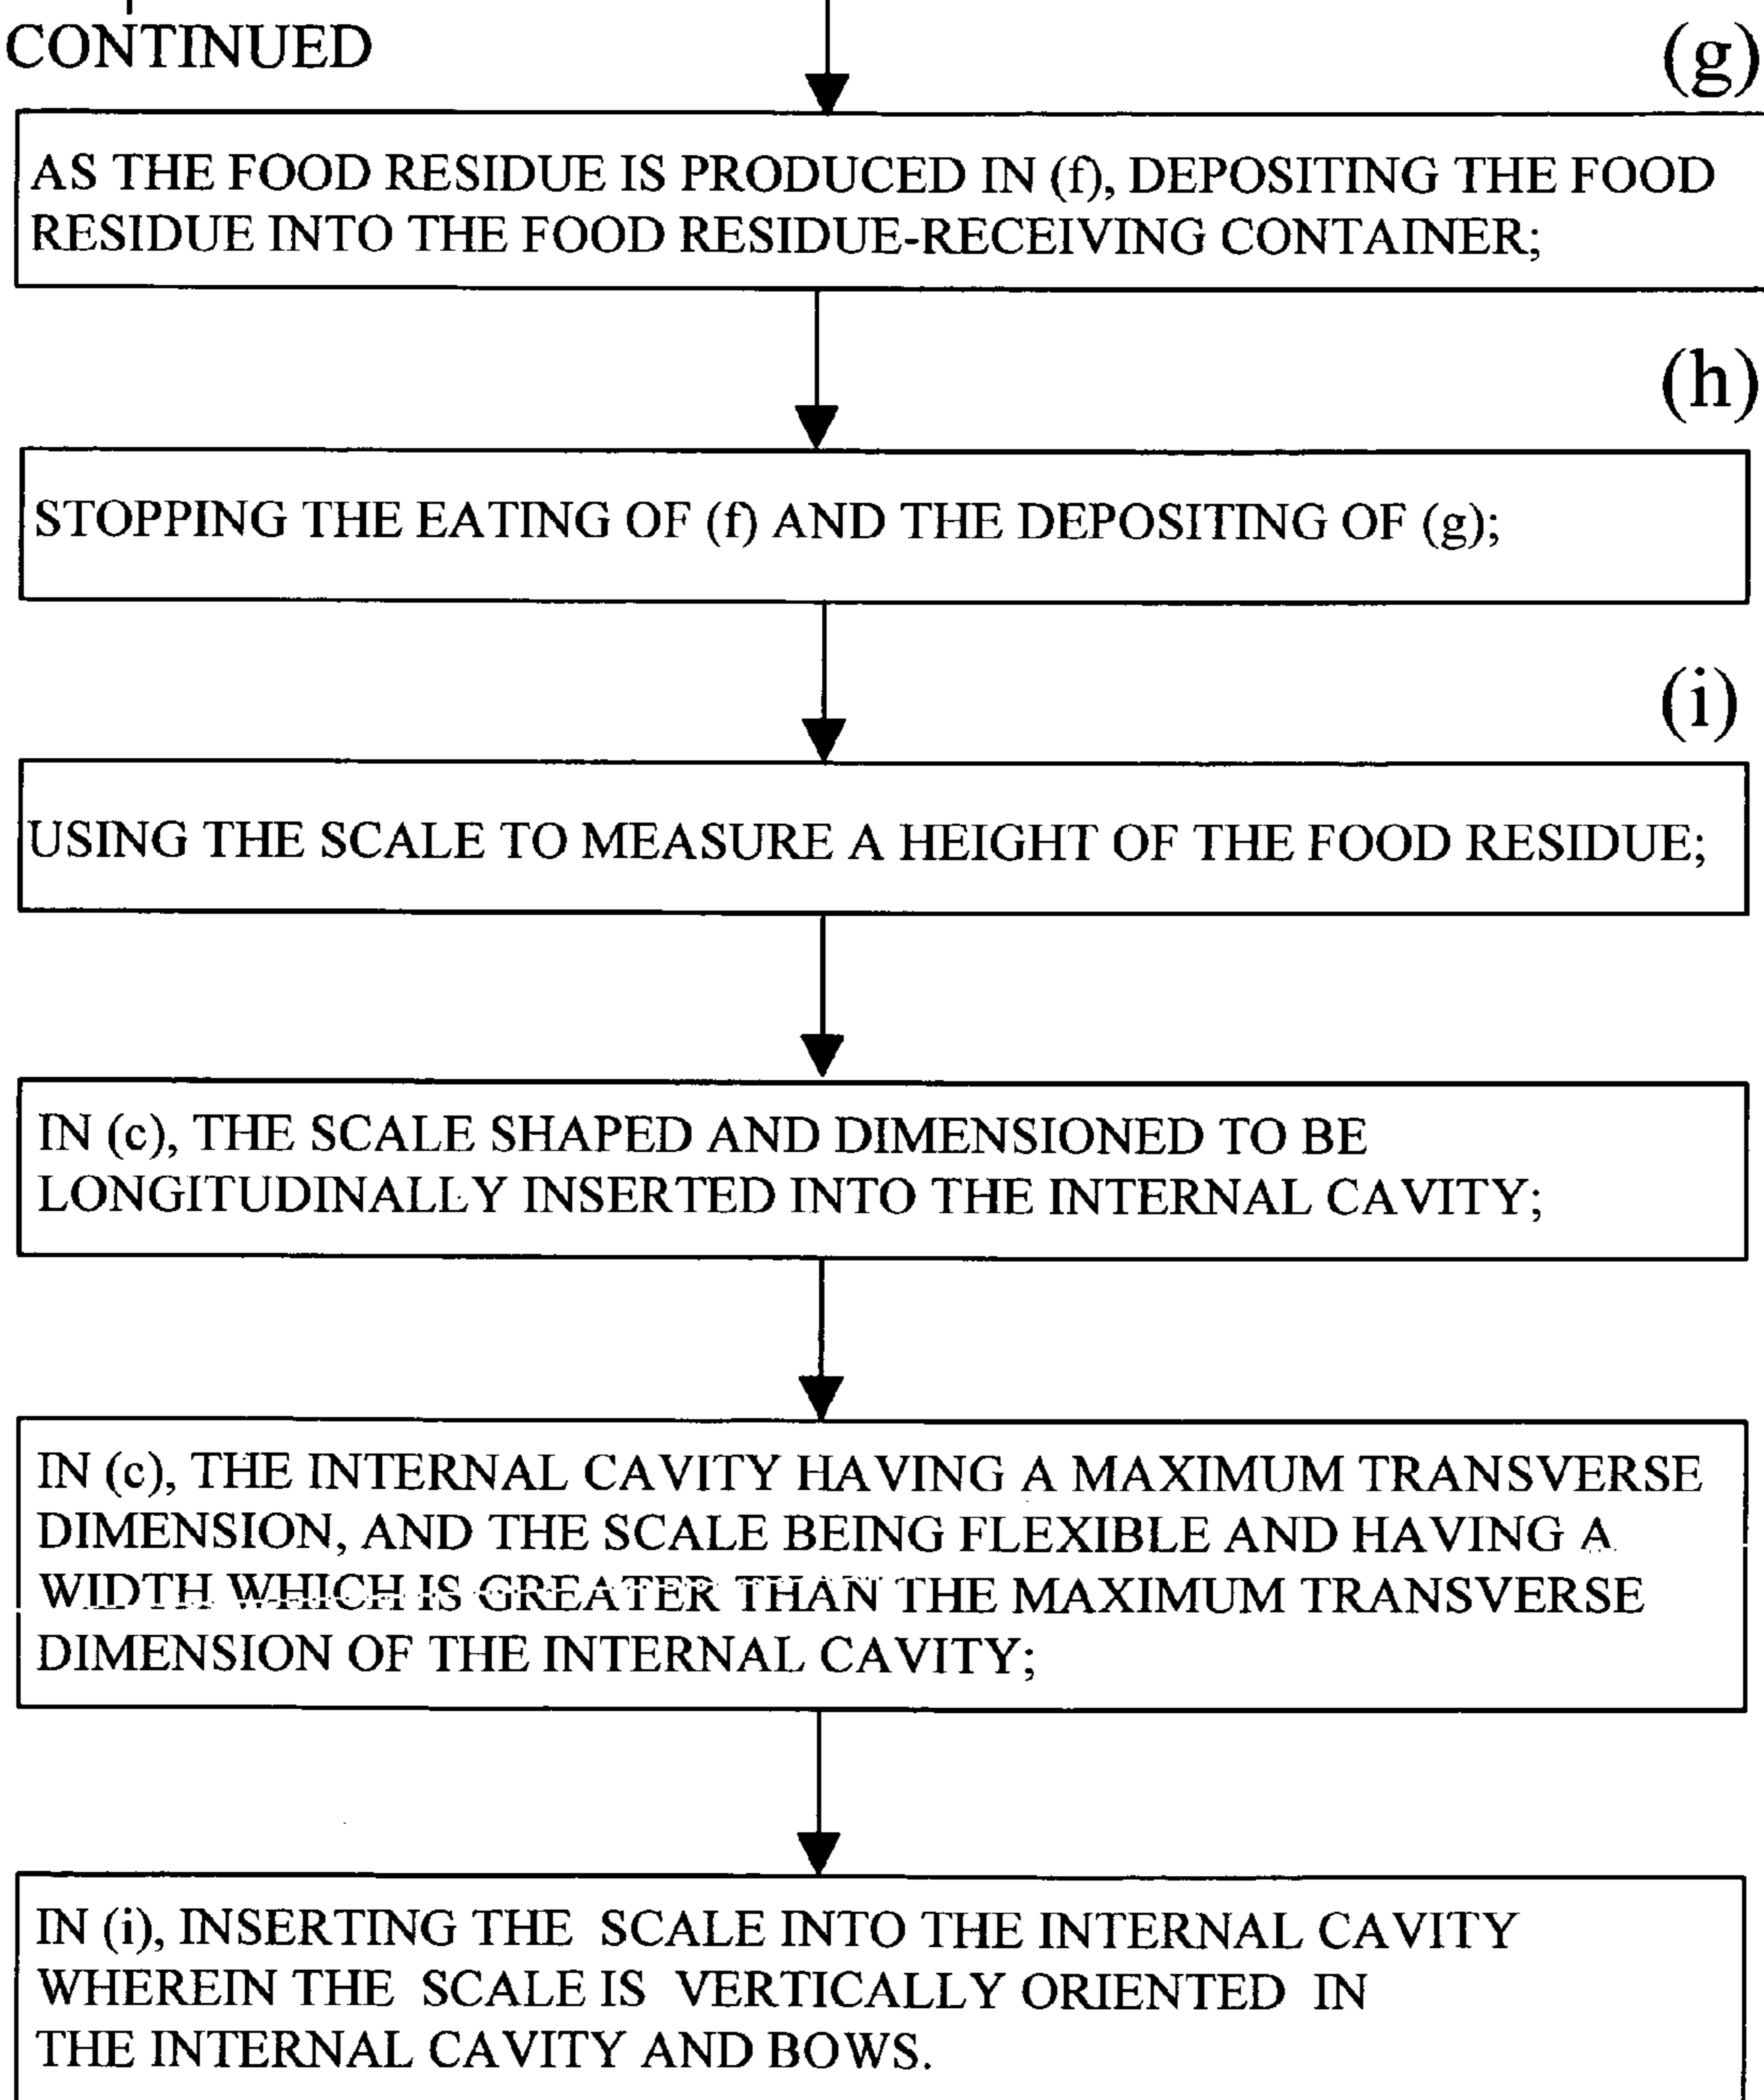 CONTINUED
(g)
AS THE FOOD RESIDUE IS PRODUCED IN (f), DEPOSITING THE FOOD
RESIDUE INTO THE FOOD RESIDUE-RECEIVING CONTAINER;
(h)
STOPPING THE EATING OF (f) AND THE DEPOSITING OF (g);
(i)
USING THE SCALE TO MEASURE A HEIGHT OF THE FOOD RESIDUE;
IN (c), THE SCALE SHAPED AND DIMENSIONED TO BE
LONGITUDINALLY INSERTED INTO THE INTERNAL CAVITY;
IN (c), THE INTERNAL CAVITY HAVING A MAXIMUM TRANSVERSE
DIMENSION, AND THE SCALE BEING FLEXIBLE AND HAVING A
WIDTH WHICH IS GREATER THAN THE MAXIMUM TRANSVERSE
DIMENSION OF THE INTERNAL CAVITY;
IN (i), INSERTING THE SCALE INTO THE INTERNAL CAVITY
WHEREIN THE SCALE IS VERTICALLY ORIENTED IN
THE INTERNAL CAVITY AND BOWS.